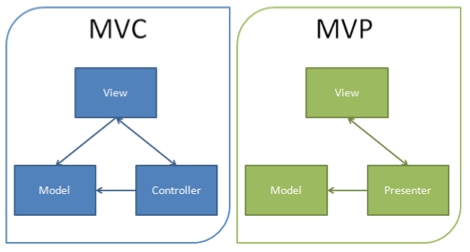 MVC
View
Model
Controller
MVP
View
Model
Presenter